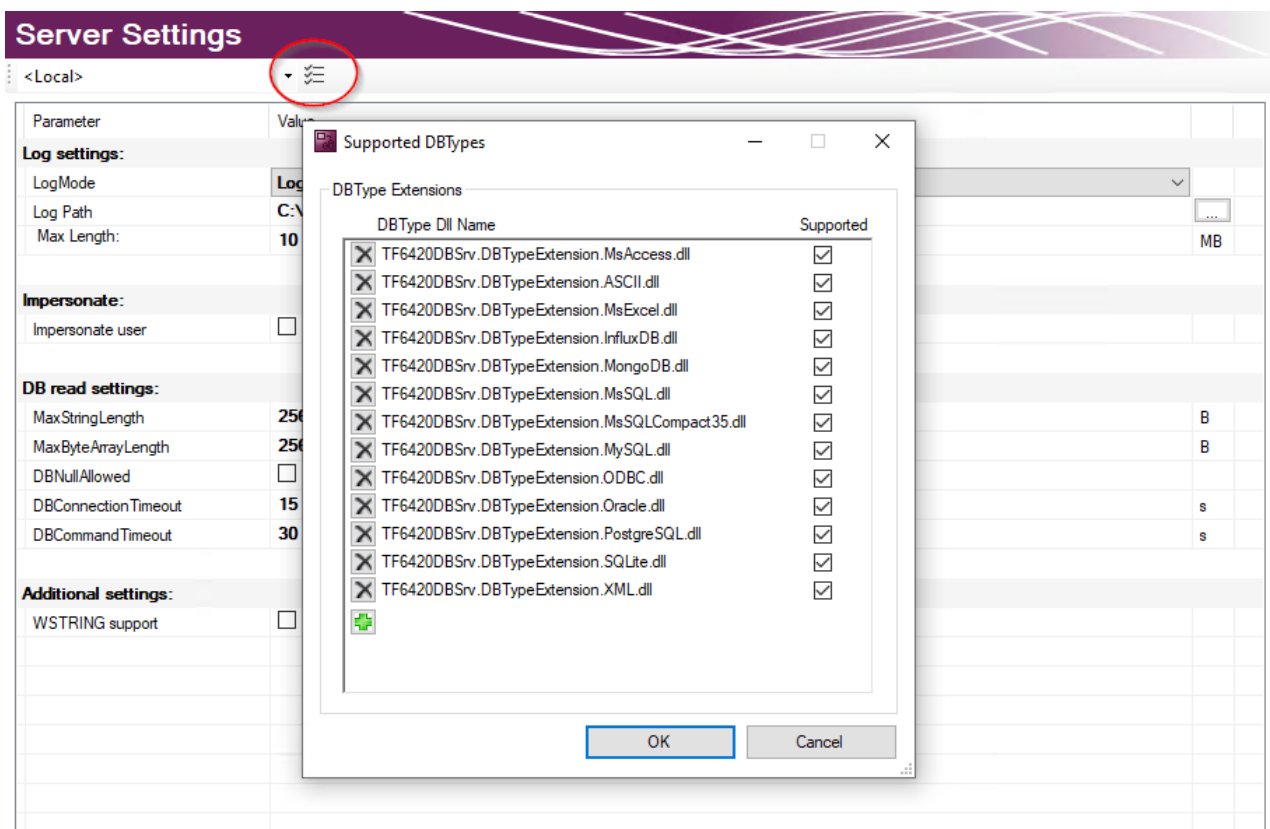 Server Settings
<Local>
Parameter
Log settings:
LogMode
Log Path
Max Length: 10 MB
...
Impersonate:
Impersonate user
DB read settings:
MaxStringLength B
MaxByteArrayLength B
DBNullAllowed
DBConnectionTimeout 15 s
DBCommandTimeout 30 s
Additional settings:
WSTRING support
Supported DBTypes
DBType Extensions
DBType Dll Name Supported
TF6420DBSrv.DBTypeExtension.MsAccess.dll
TF6420DBSrv.DBTypeExtension.ASCII.dll
TF6420DBSrv.DBTypeExtension.MsExcel.dll
TF6420DBSrv.DBTypeExtension.InfluxDB.dll
TF6420DBSrv.DBTypeExtension.MongoDB.dll
TF6420DBSrv.DBTypeExtension.MsSQL.dll
TF6420DBSrv.DBTypeExtension.MsSQLCompact35.dll
TF6420DBSrv.DBTypeExtension.MySQL.dll
TF6420DBSrv.DBTypeExtension.ODBC.dll
TF6420DBSrv.DBTypeExtension.Oracle.dll
TF6420DBSrv.DBTypeExtension.PostgreSQL.dll
TF6420DBSrv.DBTypeExtension.SQLite.dll
TF6420DBSrv.DBTypeExtension.XML.dll
OK Cancel